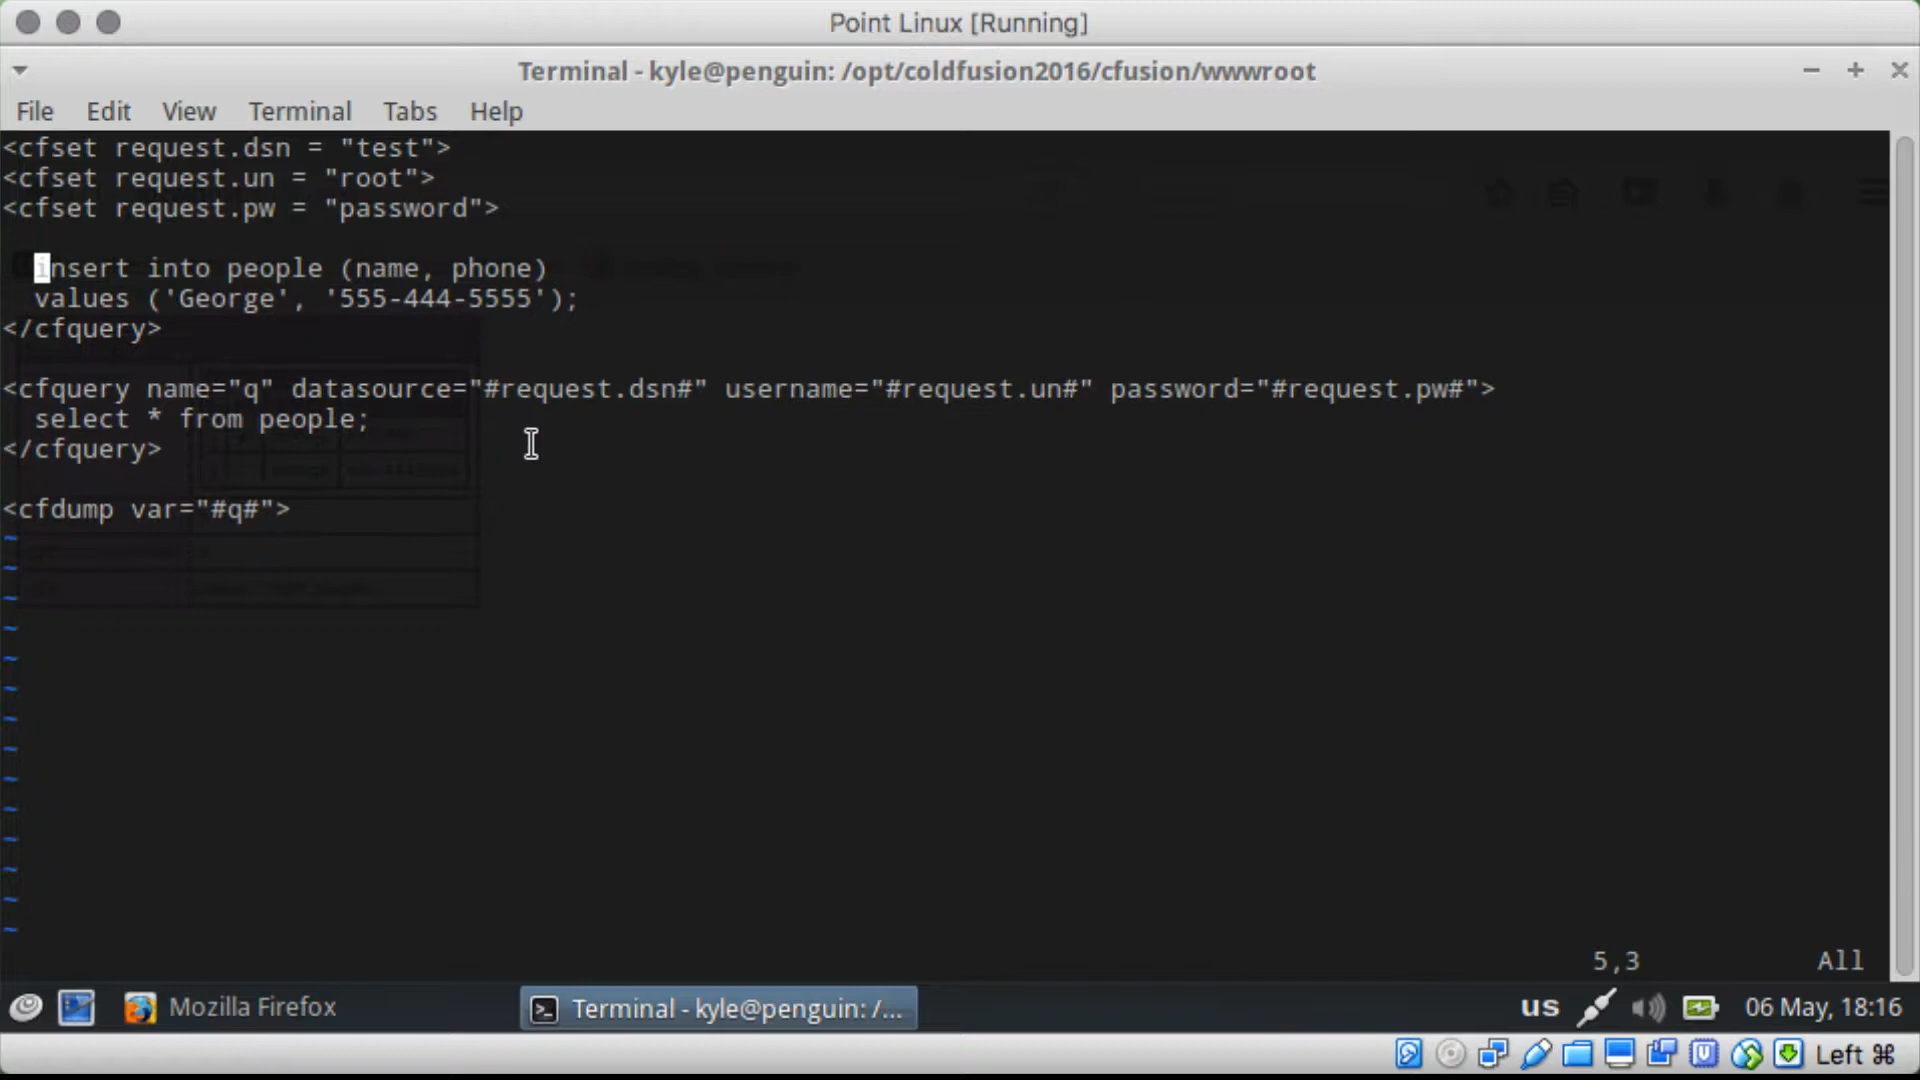 Point Linux [Running]
Terminal - kyle@penguin: /opt/coldfusion2016/cfusion/wwwroot
File Edit View Terminal Tabs Help
<cfset request.dsn = "test">
<cfset request.un = "root">
<cfset request.pw = "password">
insert into people (name, phone)
values ('George', '555-444-5555');
</cfquery>
<cfquery name="q" datasource="#request.dsn#" username="#request.un#" password="#request.pw#">
select * from people;
</cfquery>
<cfdump var="#q#">
~
~
~
~
~
~
~
~
~
~
~
~
~
~
5,3 All
Mozilla Firefox Terminal - kyle@penguin: /... us 06 May, 18:16
Left ⌘